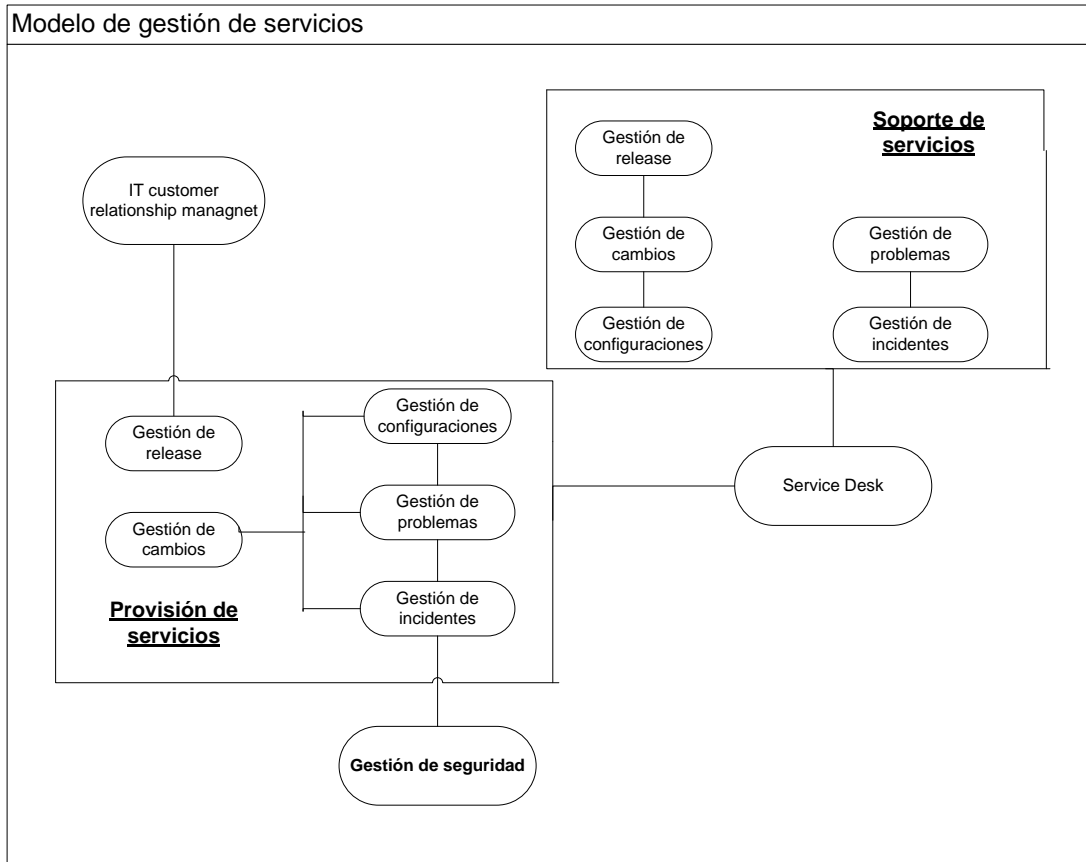 Modelo de gestión de servicios
Soporte de
servicios
Gestión de
release
IT customer
relationship managnet
Gestión de
cambios
Gestión de
problemas
Gestión de
configuraciones
Gestión de
incidentes
Gestión de
configuraciones
Gestión de
release
Service Desk
Gestión de
problemas
Gestión de
cambios
Gestión de
incidentes
Provisión de
servicios
Gestión de seguridad